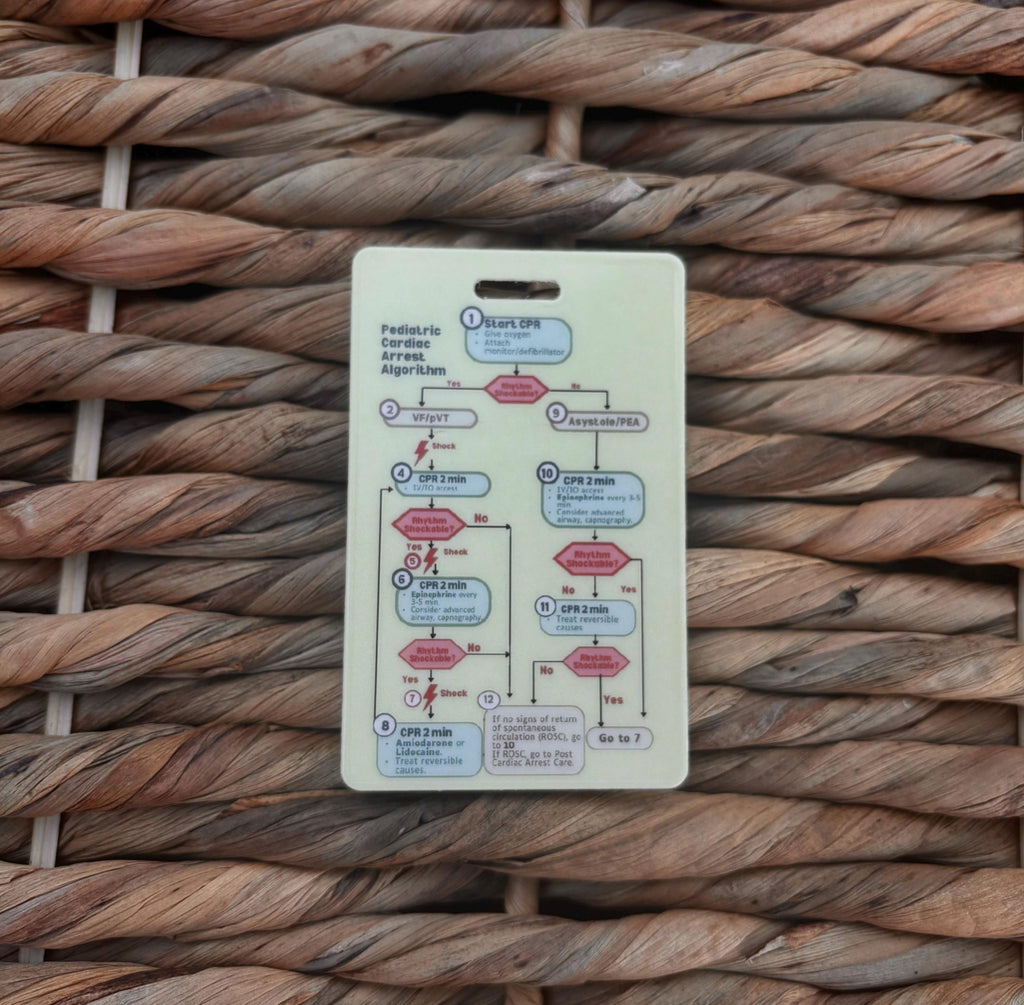 Pediatric
Cardiac
Arrest
Algorithm
1
Start CPR
• Give oxygen
• Attach
monitor/defibrillator
Rhythm
Shockable?
Yes
No
2
VF/pVT
Shock
4
CPR 2 min
• IV/IO access
Rhythm
Shockable?
No
Yes
5
Shock
6
CPR 2 min
• Epinephrine every
3-5 min.
• Consider advanced
airway, capnography.
Rhythm
Shockable?
No
Yes
7
Shock
8
CPR 2 min
• Amiodarone or
Lidocaine.
• Treat reversible
causes.
9
Asystole/PEA
10
CPR 2 min
• IV/IO access
• Epinephrine every 3-5
min.
• Consider advanced
airway, capnography.
Rhythm
Shockable?
No
Yes
11
CPR 2 min
• Treat reversible
causes
Rhythm
Shockable?
No
Yes
12
If no signs of return
of spontaneous
circulation (ROSC), go
to 10
If ROSC, go to Post
Cardiac Arrest Care.
Go to 7